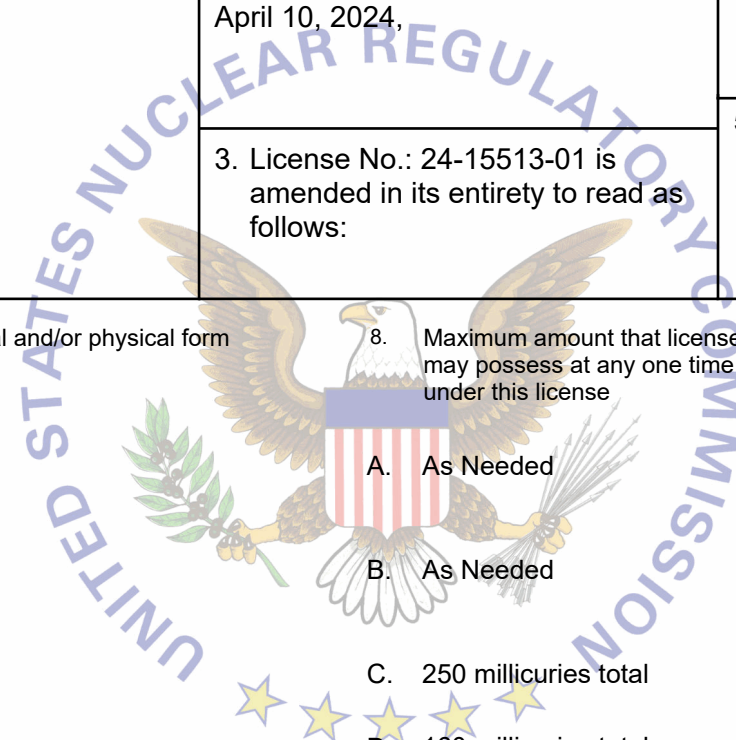 April 10, 2024,
3. License No.: 24-15513-01 is
amended in its entirety to read as
follows:
and/or physical form
8. Maximum amount that
may possess at any one time
under this license
A. As Needed
B. As Needed
C. 250 millicuries total
UNITED STATES NUCLEAR REGULATORY COMMISSION